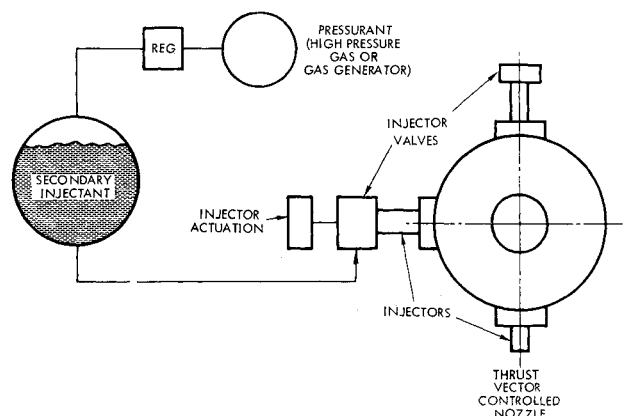 PRESSURANT
(HIGH PRESSURE
GAS OR
GAS GENERATOR)
REG
INJECTOR
VALVES
SECONDARY
INJECTANT
INJECTOR
ACTUATION
INJECTORS
THRUST
VECTOR
CONTROLLED
NOZZLE